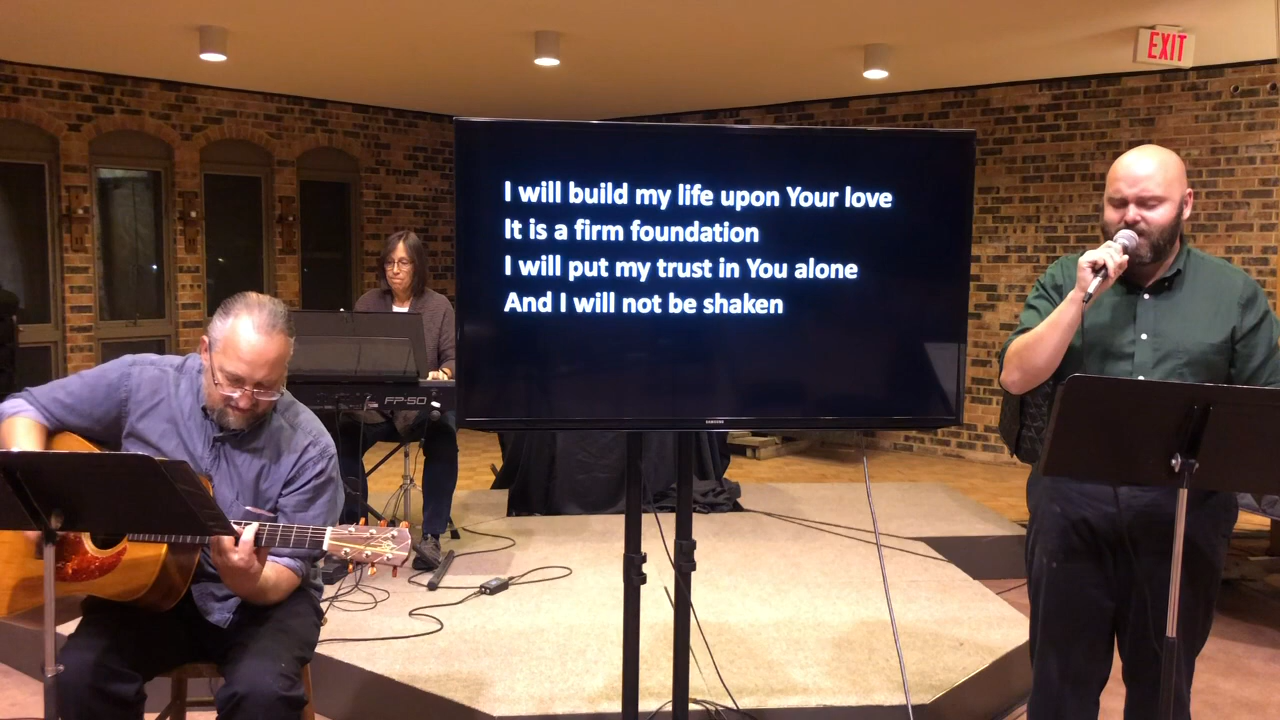 EXIT
I will build my life upon Your love
It is a firm foundation
I will put my trust in You alone
And I will not be shaken
SAMSUNG
FP-50